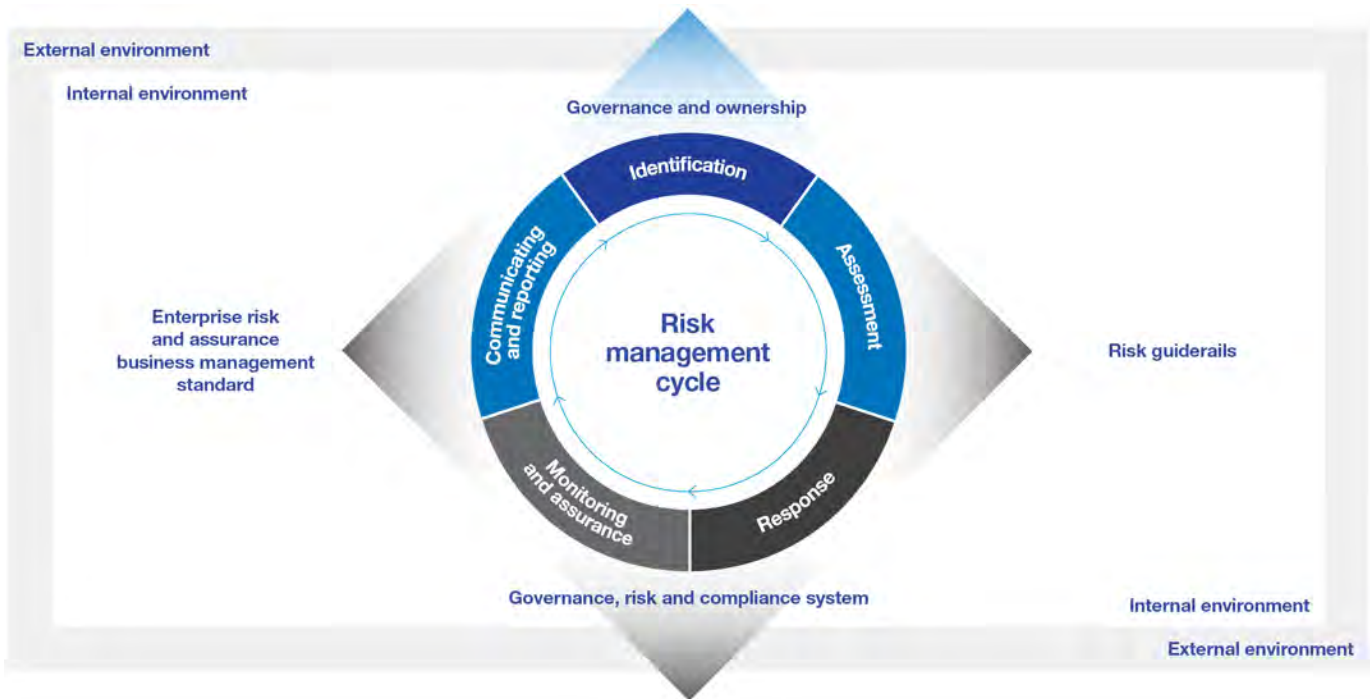 External environment
Internal environment
Governance and ownership
Identification
Communicating
and reporting
Assessment
Enterprise risk
and assurance
business management
standard
Risk
management
cycle
Risk guiderails
Monitoring
and assurance
Response
Governance, risk and compliance system
Internal environment
External environment